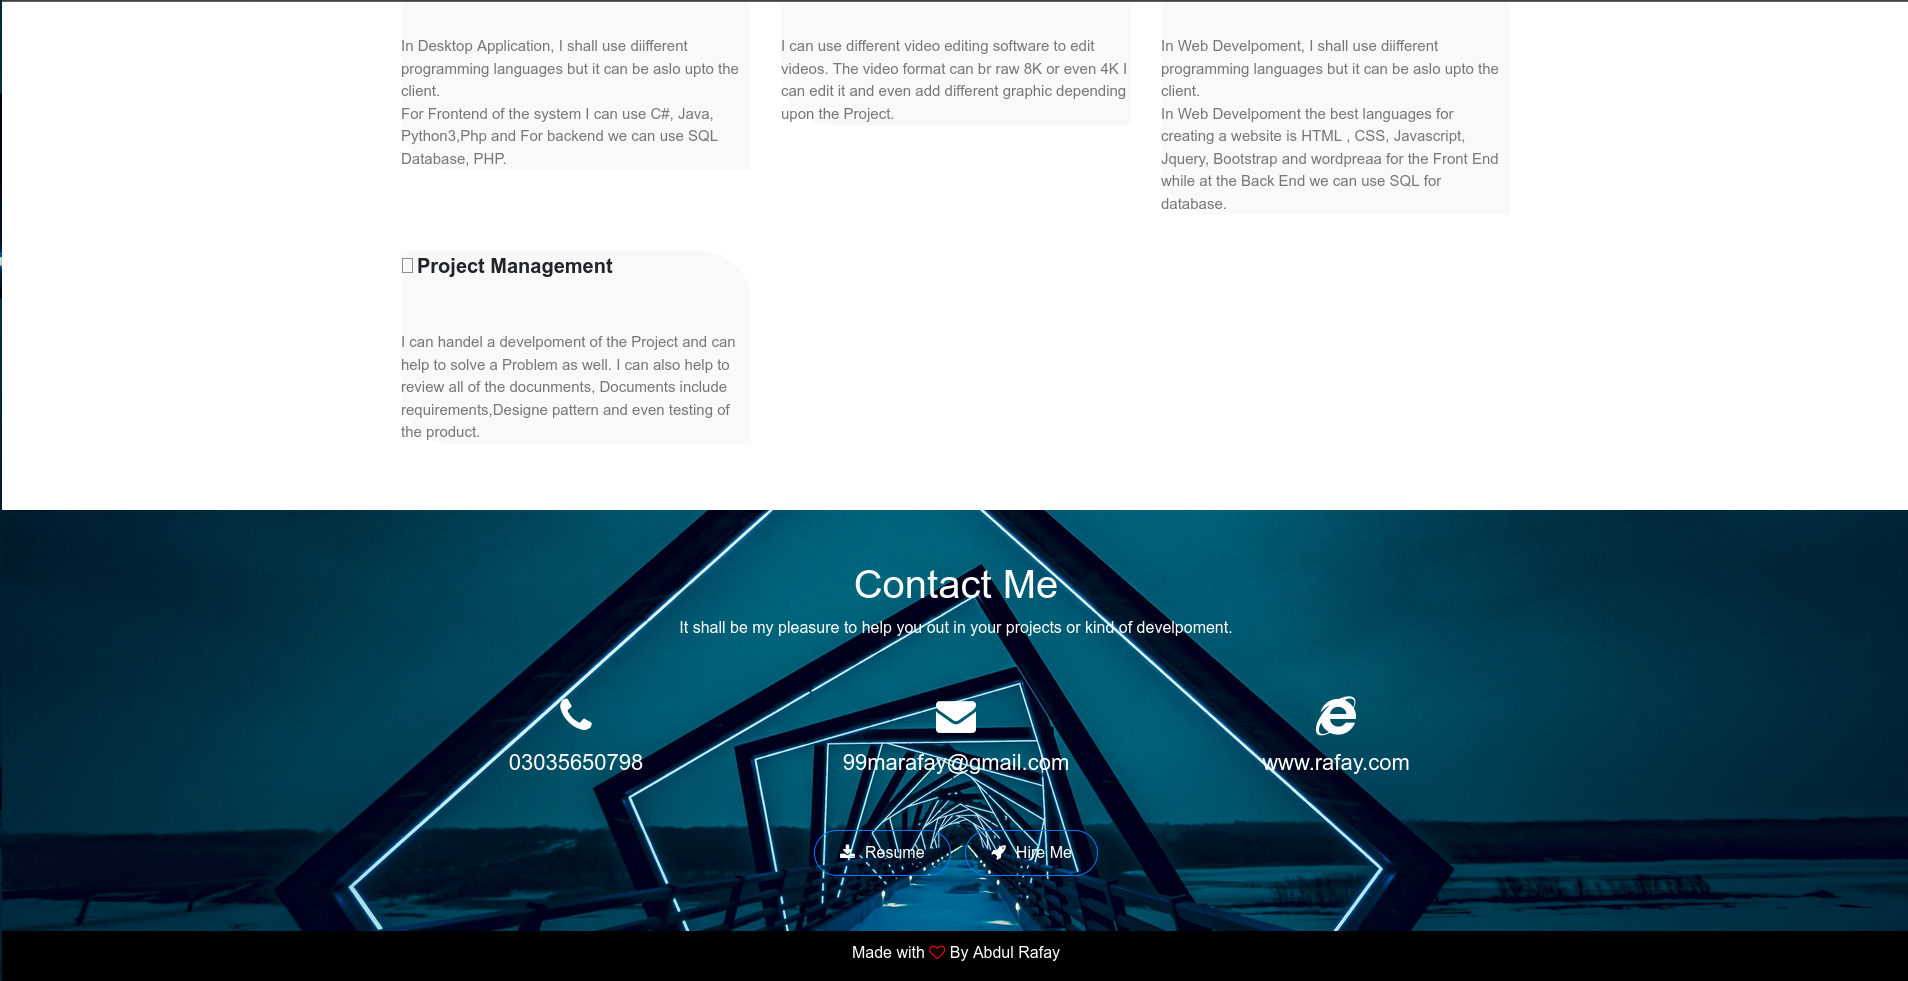 In Desktop Application, I shall use diifferent
programming languages but it can be aslo upto the
client.
For Frontend of the system I can use C#, Java,
Python3,Php and For backend we can use SQL
Database, PHP.
I can use different video editing software to edit
videos. The video format can br raw 8K or even 4K I
can edit it and even add different graphic depending
upon the Project.
In Web Develpoment, I shall use diifferent
programming languages but it can be aslo upto the
client.
In Web Develpoment the best languages for
creating a website is HTML , CSS, Javascript,
Jquery, Bootstrap and wordpreaa for the Front End
while at the Back End we can use SQL for
database.
Project Management
I can handel a develpoment of the Project and can
help to solve a Problem as well. I can also help to
review all of the docunments, Documents include
requirements,Designe pattern and even testing of
the product.
Contact Me
It shall be my pleasure to help you out in your projects or kind of develpoment.
03035650798
99marafay@gmail.com
www.rafay.com
Resume
Hire Me
Made with By Abdul Rafay